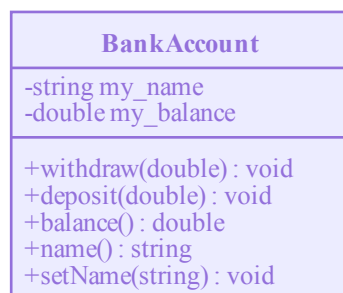 BankAccount
-string my_name
-double my_balance
+withdraw(double) : void
+deposit(double) : void
+balance() : double
+name() : string
+setName(string) : void